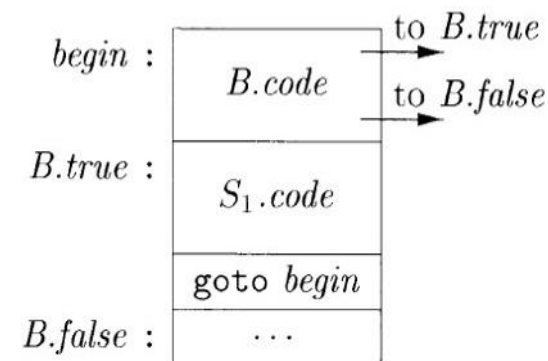 to B.true
begin :
B.code
to B.false
B.true :
S₁.code
goto begin
B.false :
...